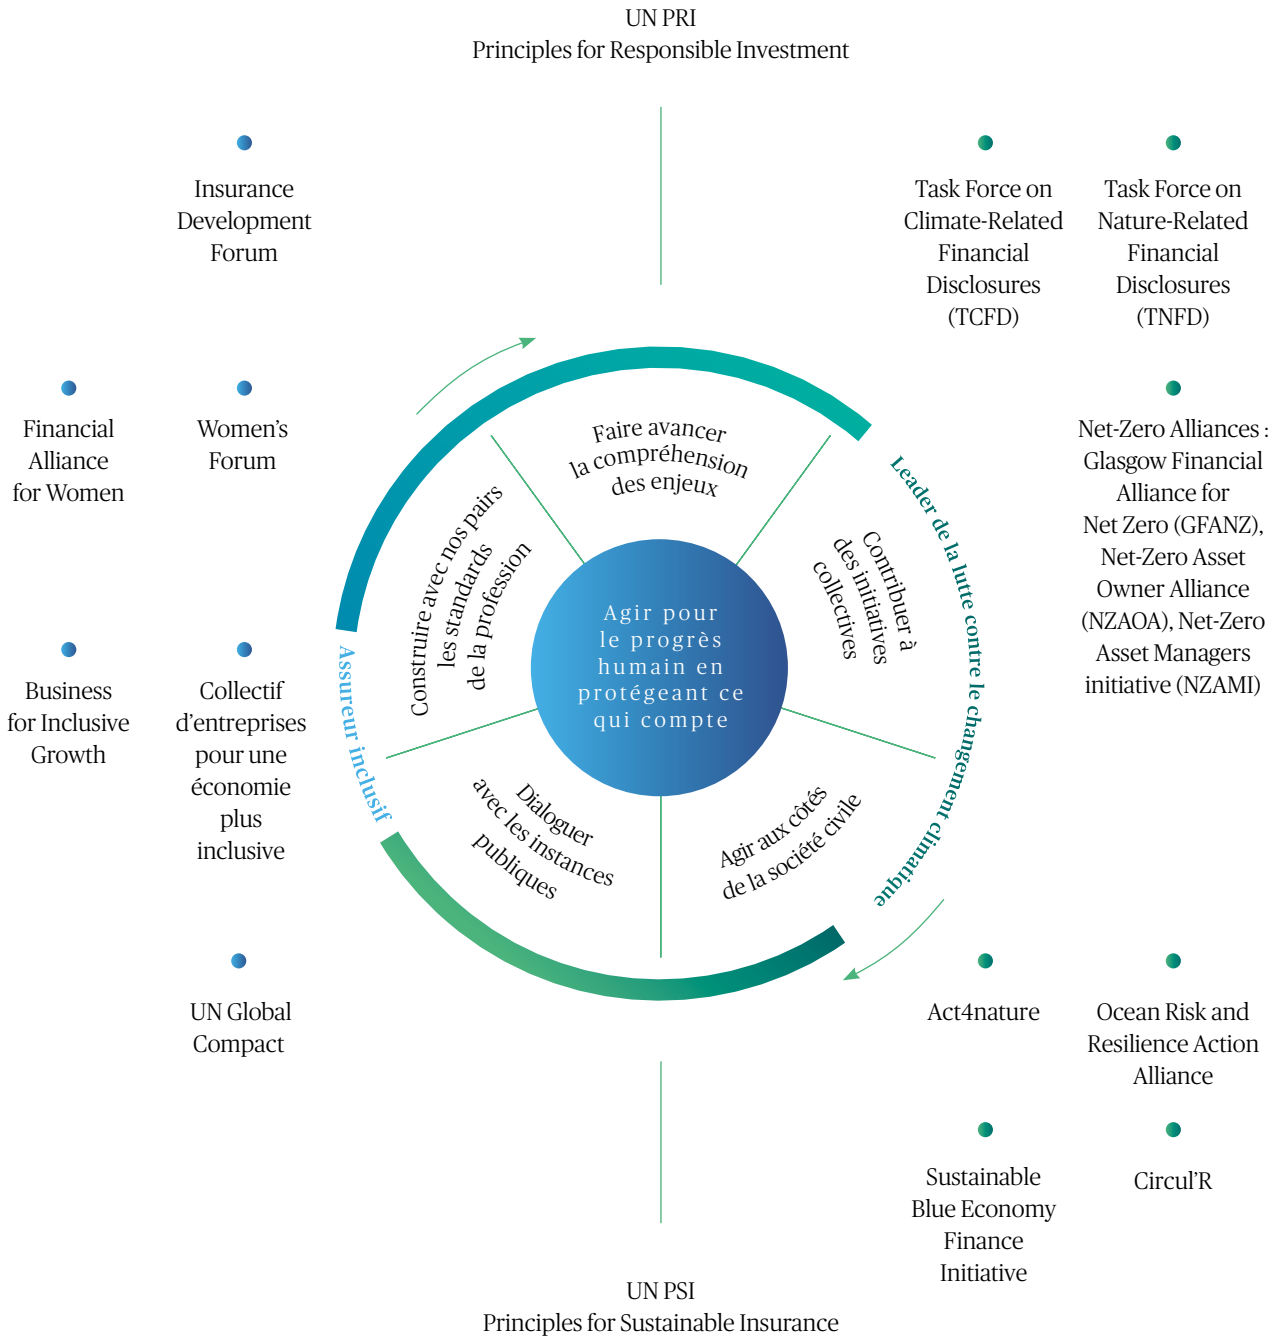 UN PRI
Principles for Responsible Investment
Insurance
Development
Forum
Task Force on
Climate-Related
Financial
Disclosures
(TCFD)
Task Force on
Nature-Related
Financial
Disclosures
(TNFD)
Financial
Alliance
for Women
Women’s
Forum
Net-Zero Alliances :
Glasgow Financial
Alliance for
Net Zero (GFANZ),
Net-Zero Asset
Owner Alliance
(NZAOA), Net-Zero
Asset Managers
initiative (NZAMI)
Business
for Inclusive
Growth
Collectif
d’entreprises
pour une
économie
plus
inclusive
Assureur inclusif
Leader de la lutte contre le changement climatique
Faire avancer
la compréhension
des enjeux
Construire avec nos pairs
les standards
de la profession
Contribuer à
des initiatives
collectives
Agir pour
le progrès
humain en
protégeant ce
qui compte
Dialoguer
avec les instances
publiques
Agir aux côtés
de la société civile
UN Global
Compact
Act4nature
Ocean Risk and
Resilience Action
Alliance
Sustainable
Blue Economy
Finance
Initiative
Circul’R
UN PSI
Principles for Sustainable Insurance